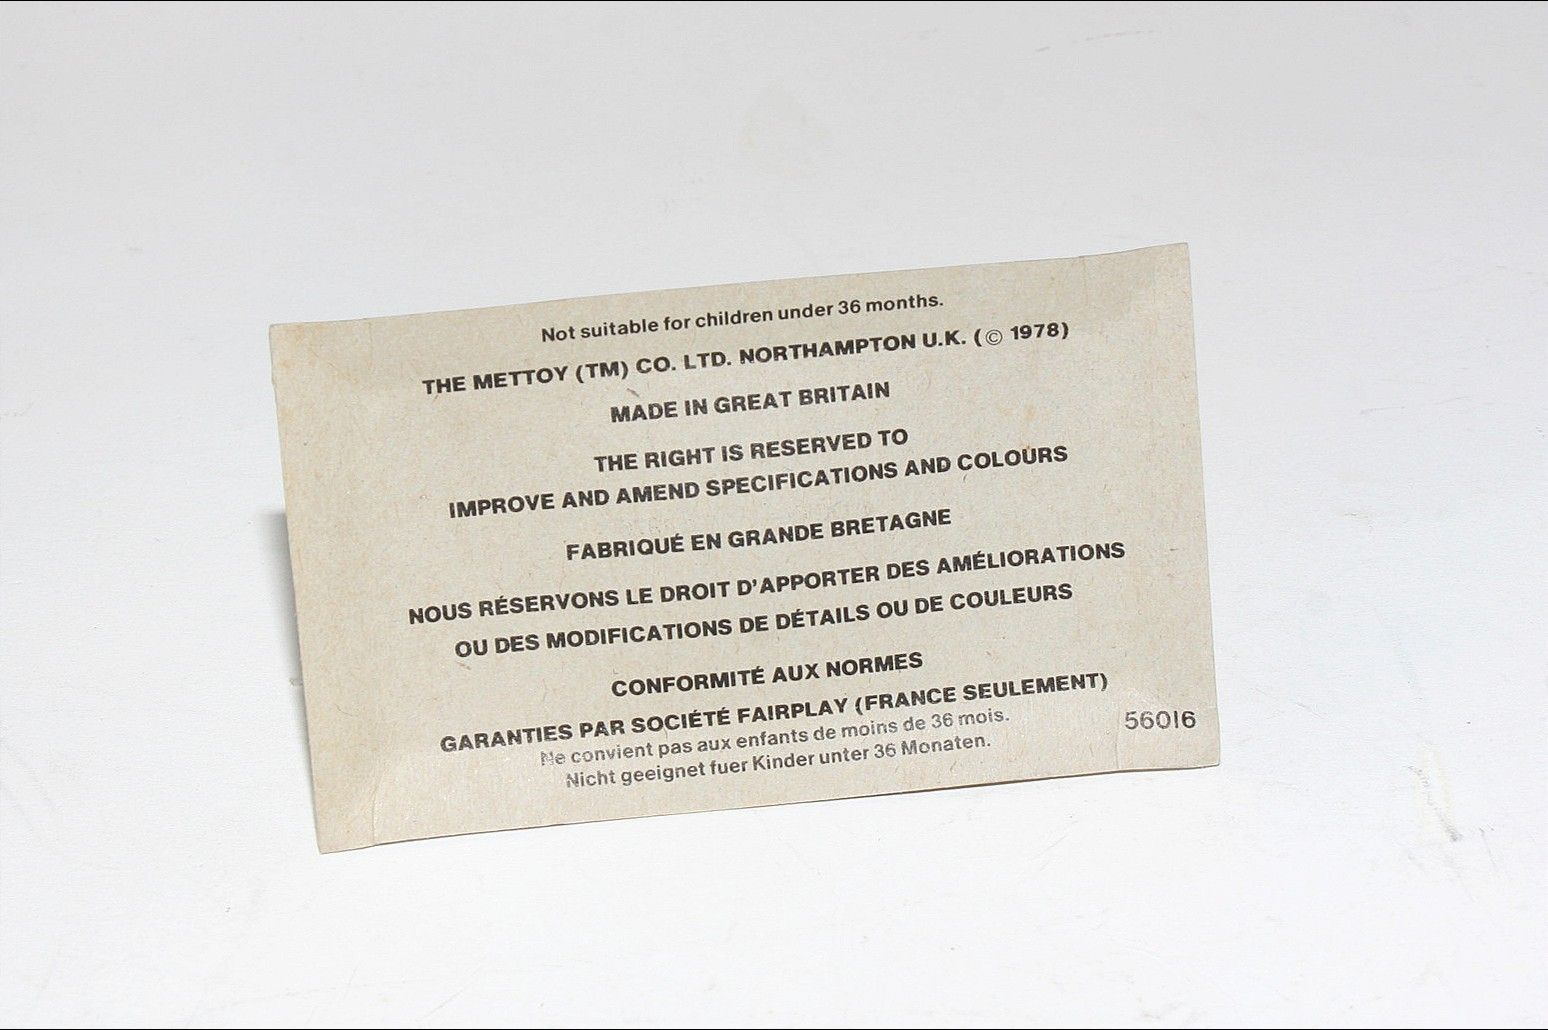 Not suitable for children under 36 months.
THE METTOY (TM) CO. LTD. NORTHAMPTON U.K. (© 1978)
MADE IN GREAT BRITAIN
THE RIGHT IS RESERVED TO
IMPROVE AND AMEND SPECIFICATIONS AND COLOURS
FABRIQUÉ EN GRANDE BRETAGNE
NOUS RÉSERVONS LE DROIT D'APPORTER DES AMÉLIORATIONS
OU DES MODIFICATIONS DE DÉTAILS OU DE COULEURS
CONFORMITÉ AUX NORMES
GARANTIES PAR SOCIÉTÉ FAIRPLAY (FRANCE SEULEMENT)
Ne convient pas aux enfants de moins de 36 mois.
Nicht geeignet fuer Kinder unter 36 Monaten.
56016